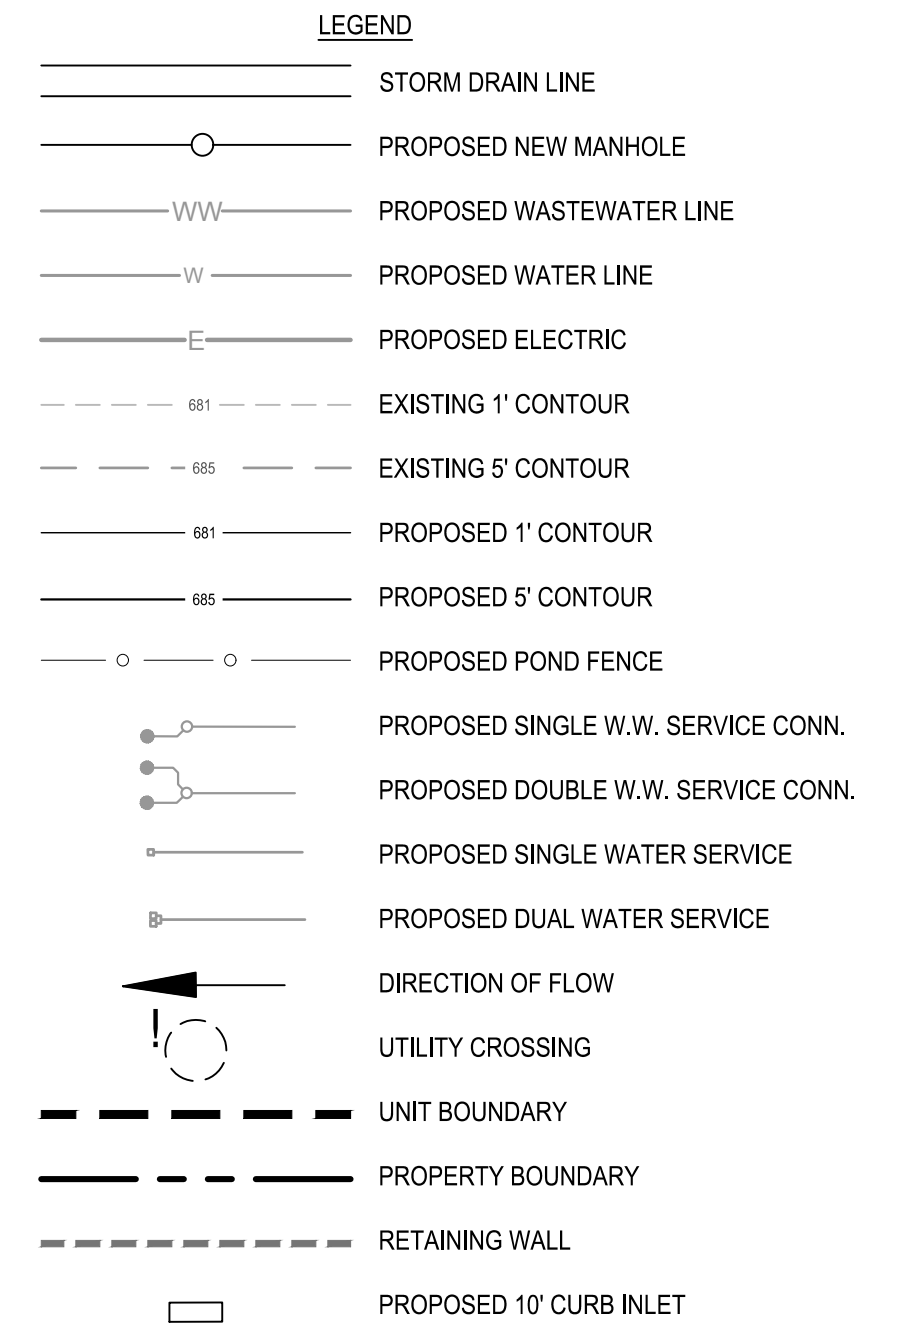 LEGEND
STORM DRAIN LINE
PROPOSED NEW MANHOLE
WW PROPOSED WASTEWATER LINE
W PROPOSED WATER LINE
E PROPOSED ELECTRIC
681 EXISTING 1' CONTOUR
685 EXISTING 5' CONTOUR
681 PROPOSED 1' CONTOUR
685 PROPOSED 5' CONTOUR
PROPOSED POND FENCE
PROPOSED SINGLE W.W. SERVICE CONN.
PROPOSED DOUBLE W.W. SERVICE CONN.
PROPOSED SINGLE WATER SERVICE
PROPOSED DUAL WATER SERVICE
DIRECTION OF FLOW
! UTILITY CROSSING
UNIT BOUNDARY
PROPERTY BOUNDARY
RETAINING WALL
PROPOSED 10' CURB INLET